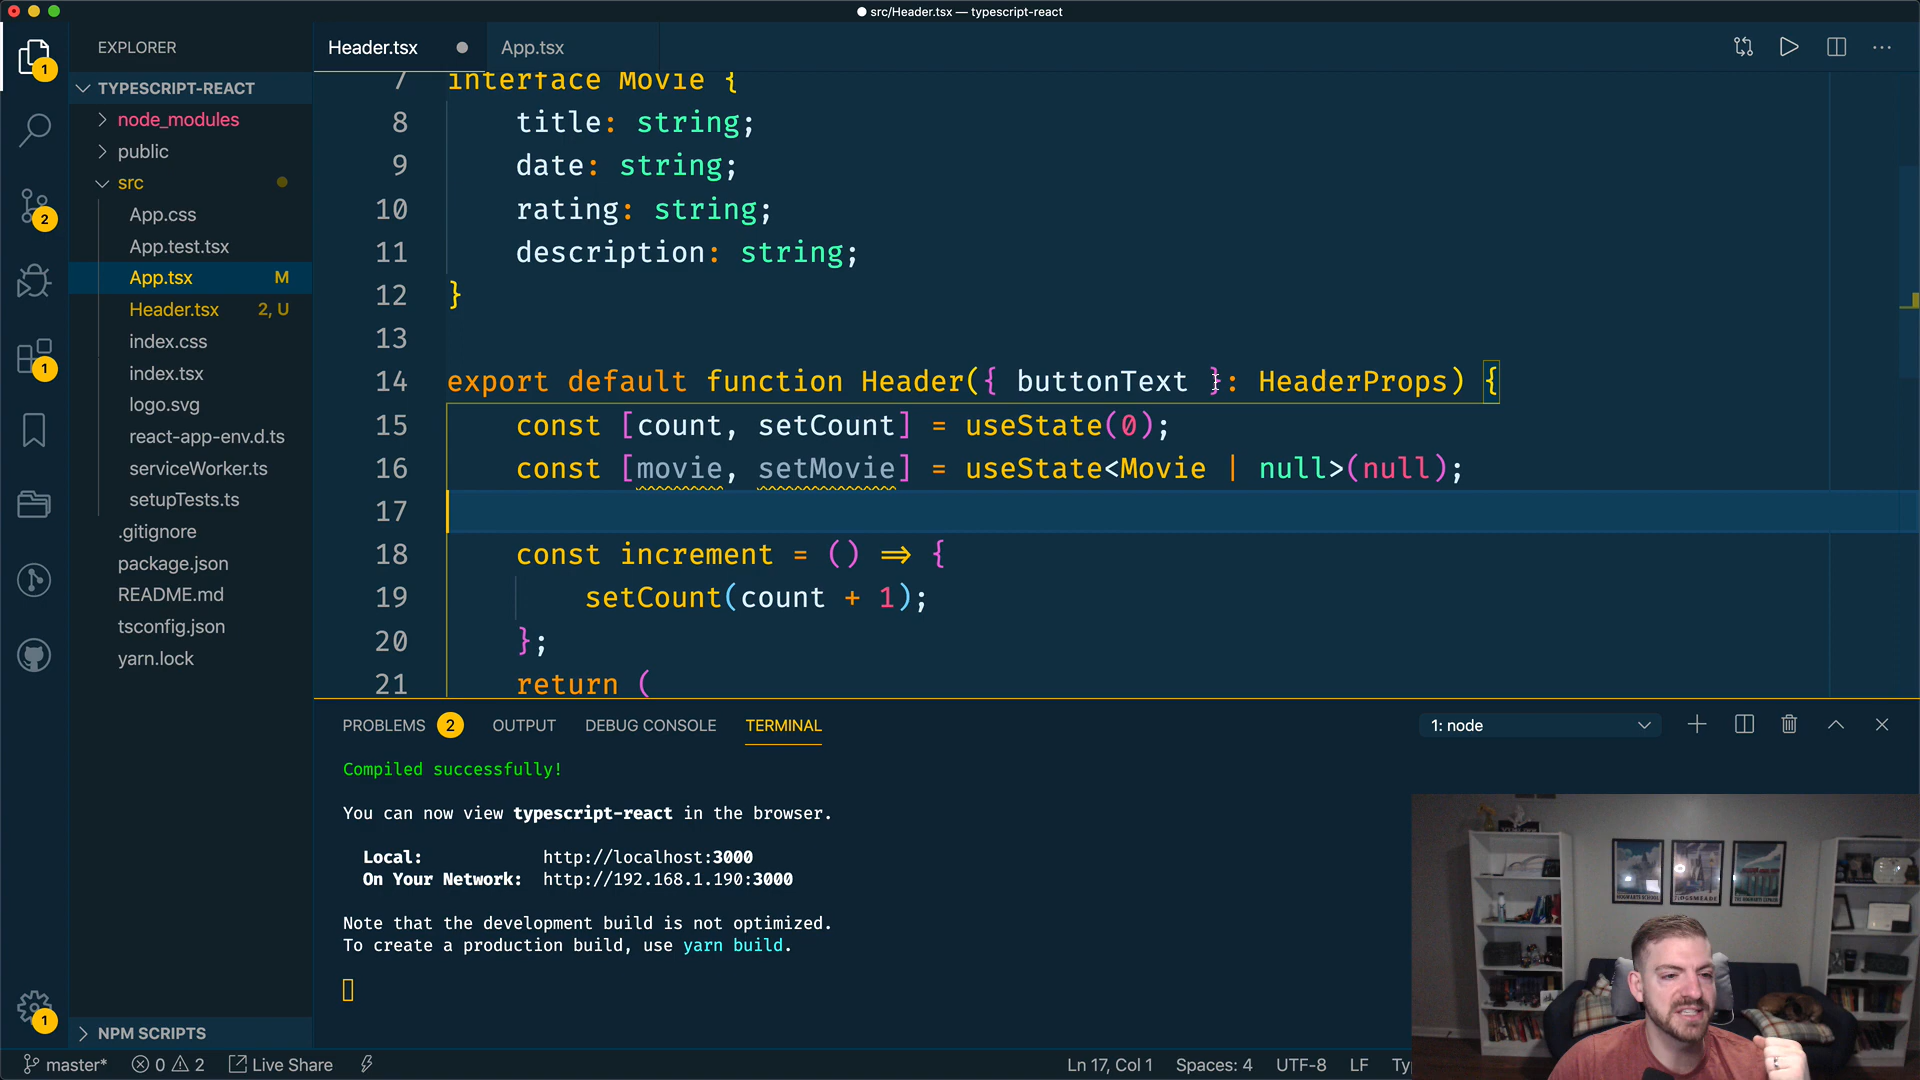 src/Header.tsx — typescript-react
EXPLORER
Header.tsx
App.tsx
1
TYPESCRIPT-REACT
node_modules
public
src
App.css
App.test.tsx
App.tsx M
Header.tsx 2, U
index.css
index.tsx
logo.svg
react-app-env.d.ts
serviceWorker.ts
setupTests.ts
.gitignore
package.json
README.md
tsconfig.json
yarn.lock
NPM SCRIPTS
2
1
1
7 interface Movie {
8 title: string;
9 date: string;
10 rating: string;
11 description: string;
12 }
13
14 export default function Header({ buttonText }: HeaderProps) {
15 const [count, setCount] = useState(0);
16 const [movie, setMovie] = useState<Movie | null>(null);
17
18 const increment = () => {
19 setCount(count + 1);
20 };
21 return (
PROBLEMS 2 OUTPUT DEBUG CONSOLE TERMINAL 1: node
Compiled successfully!
You can now view typescript-react in the browser.
Local: http://localhost:3000
On Your Network: http://192.168.1.190:3000
Note that the development build is not optimized.
To create a production build, use yarn build.
master* 0 2 Live Share Ln 17, Col 1 Spaces: 4 UTF-8 LF